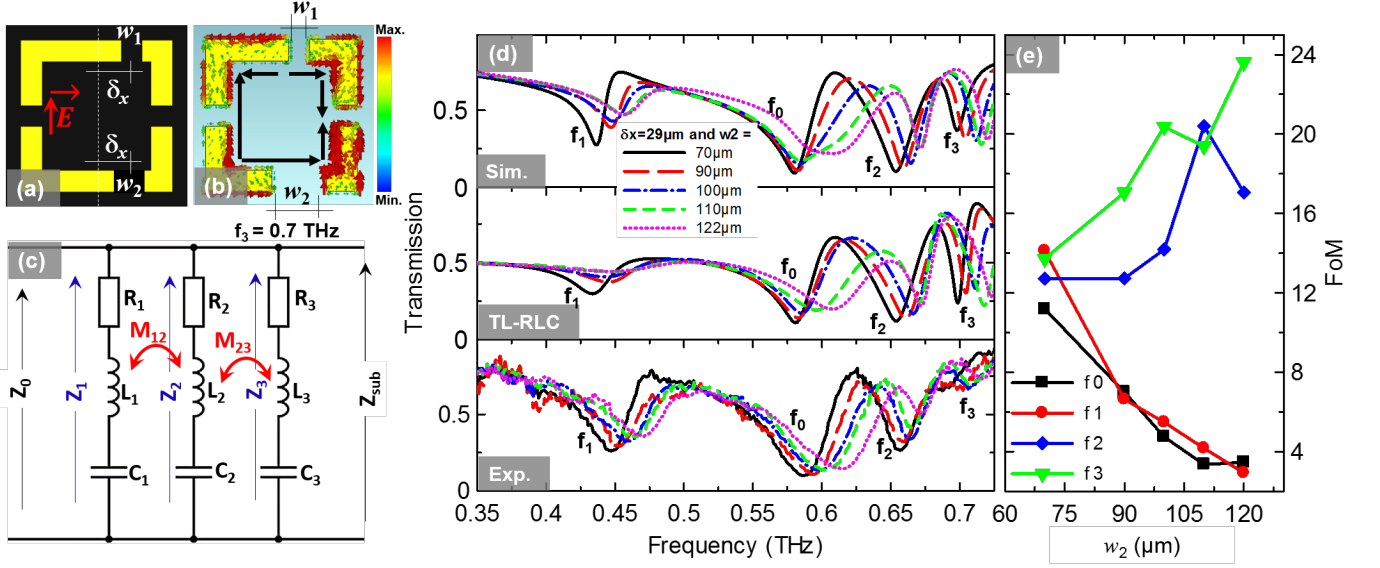 w1
δx
E
δx
w2
(a)
w1
Max.
(b)
Min.
w2
f3 = 0.7 THz
(c)
R1
R2
R3
M12
M23
Z0
Z1
L1
Z2
L2
Z3
L3
Zsub
C1
C2
C3
(d)
0.5
f1
f0
f2
f3
δx=29µm and w2 =
70µm
90µm
100µm
110µm
122µm
Sim.
0
0.5
f1
f0
f2
f3
TL-RLC
0
0.5
f1
f0
f2
f3
Exp.
0
Transmission
0.35 0.4 0.45 0.5 0.55 0.6 0.65 0.7
Frequency (THz)
(e)
24
20
16
12
8
4
FoM
f0
f1
f2
f3
60 75 90 105 120
w2 (µm)